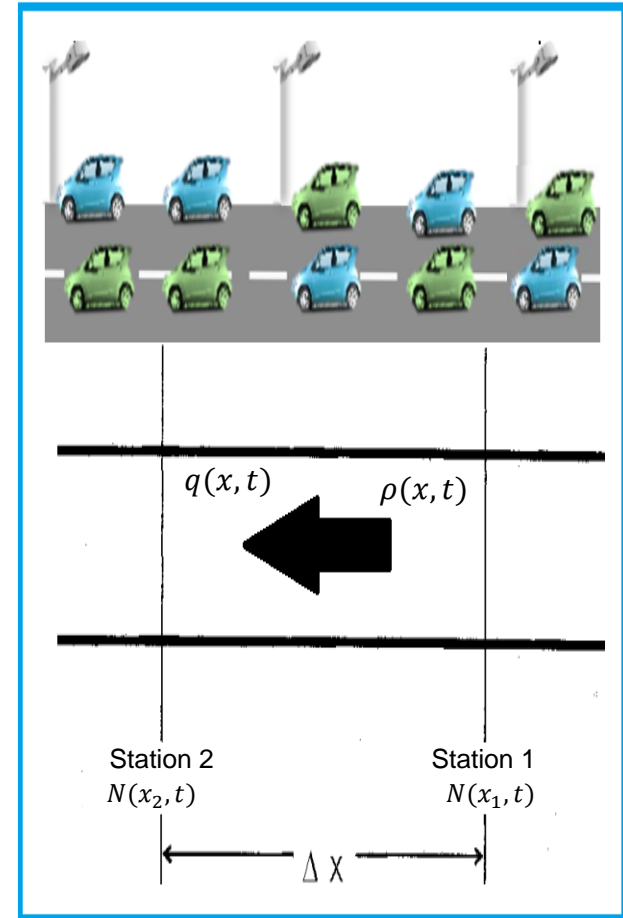 q(x, t) ρ(x, t)
Station 2 Station 1
N(x₂, t) N(x₁, t)
Δ X